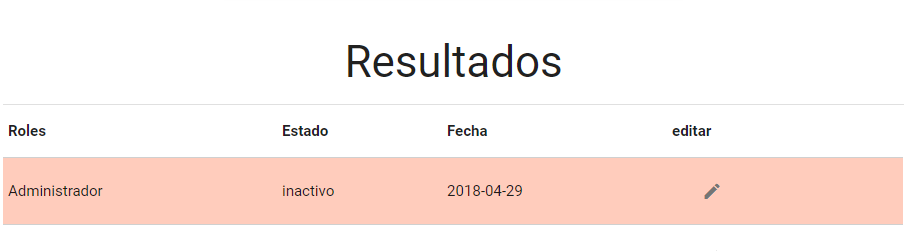 Resultados
Roles Estado Fecha editar
Administrador inactivo 2018-04-29